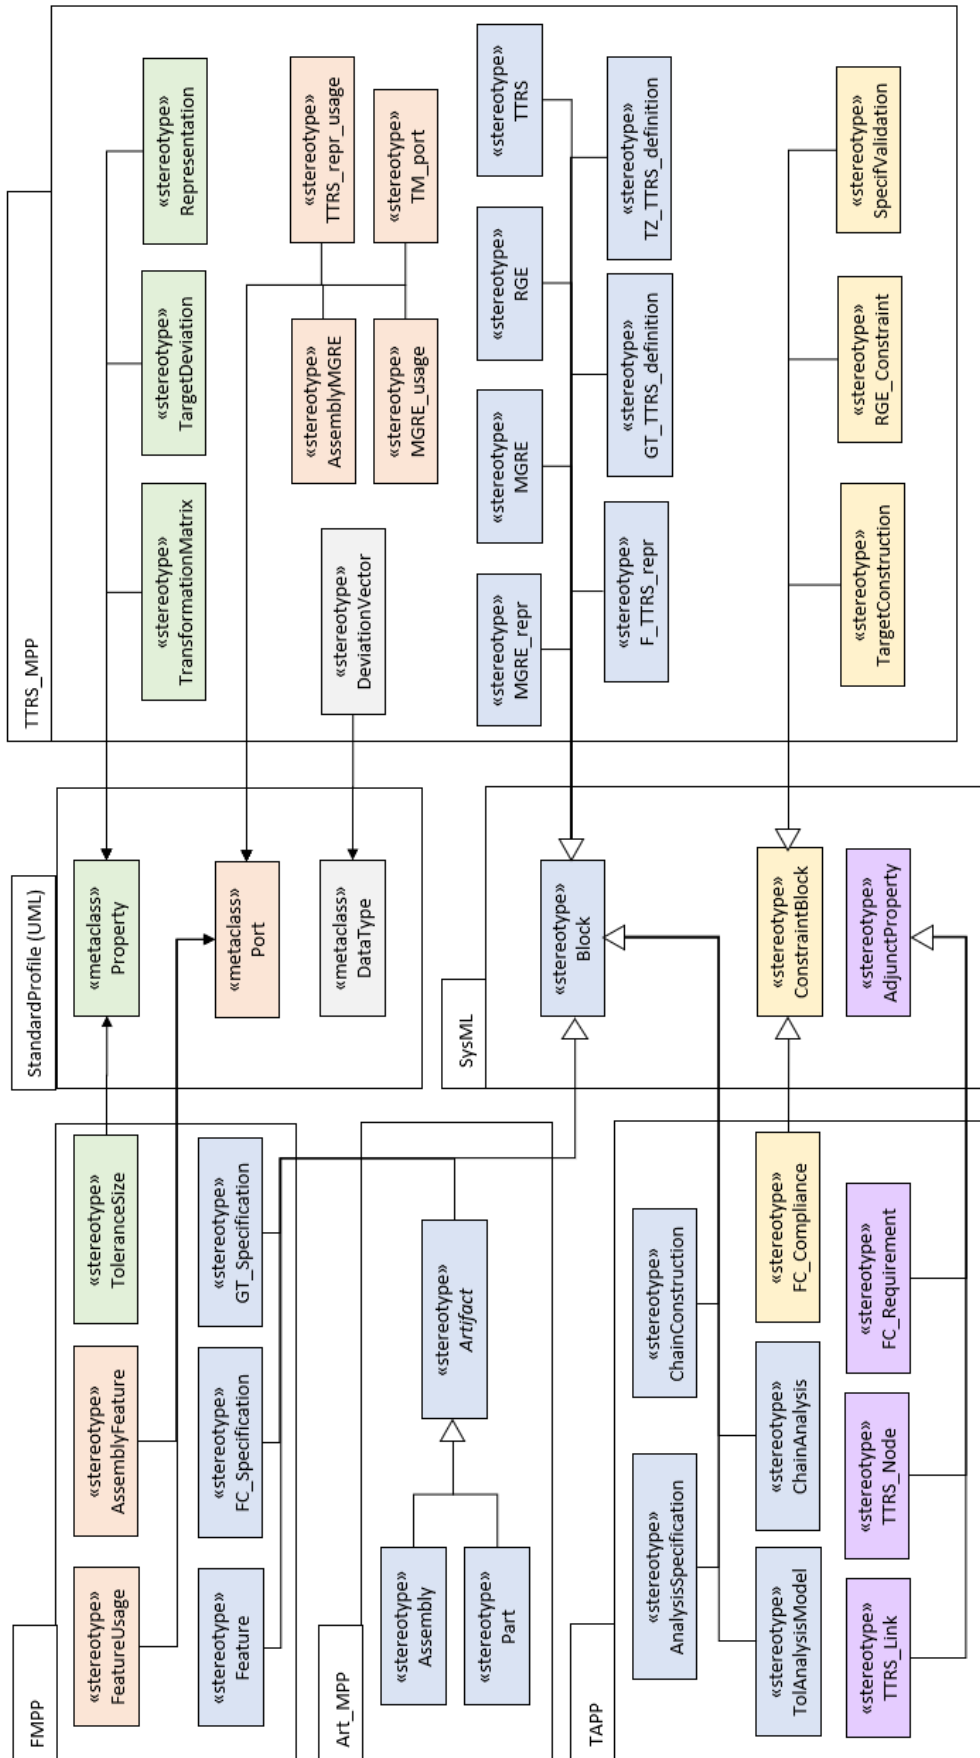 FMPP
«stereotype»
FeatureUsage
«stereotype»
AssemblyFeature
«stereotype»
ToleranceSize
«stereotype»
Feature
«stereotype»
FC_Specification
«stereotype»
GT_Specification
Art_MPP
«stereotype»
Assembly
«stereotype»
Part
«stereotype»
Artifact
TAPP
«stereotype»
AnalysisSpecification
«stereotype»
ChainConstruction
«stereotype»
TolAnalysisModel
«stereotype»
ChainAnalysis
«stereotype»
FC_Compliance
«stereotype»
TTRS_Link
«stereotype»
TTRS_Node
«stereotype»
FC_Requirement
StandardProfile (UML)
«metaclass»
Property
«metaclass»
Port
«metaclass»
DataType
SysML
«stereotype»
Block
«stereotype»
ConstraintBlock
«stereotype»
AdjunctProperty
TTRS_MPP
«stereotype»
TransformationMatrix
«stereotype»
TargetDeviation
«stereotype»
Representation
«stereotype»
AssemblyMGRE
«stereotype»
TTRS_repr_usage
«stereotype»
MGRE_usage
«stereotype»
TM_port
«stereotype»
DeviationVector
«stereotype»
MGRE_repr
«stereotype»
MGRE
«stereotype»
RGE
«stereotype»
TTRS
«stereotype»
F_TTRS_repr
«stereotype»
GT_TTRS_definition
«stereotype»
TZ_TTRS_definition
«stereotype»
TargetConstruction
«stereotype»
RGE_Constraint
«stereotype»
SpecifValidation